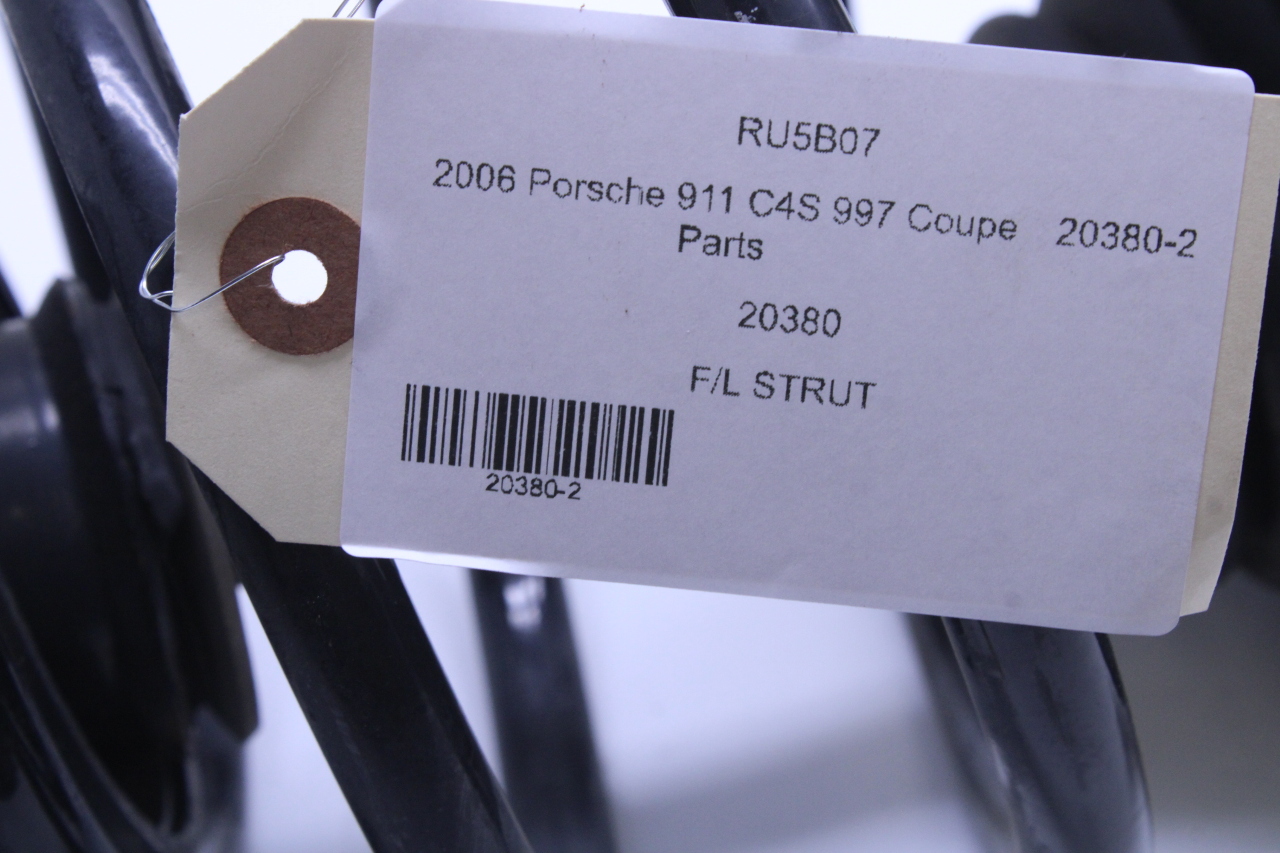 RU5B07
2006 Porsche 911 C4S 997 Coupe 20380-2
Parts
20380
F/L STRUT
20380-2